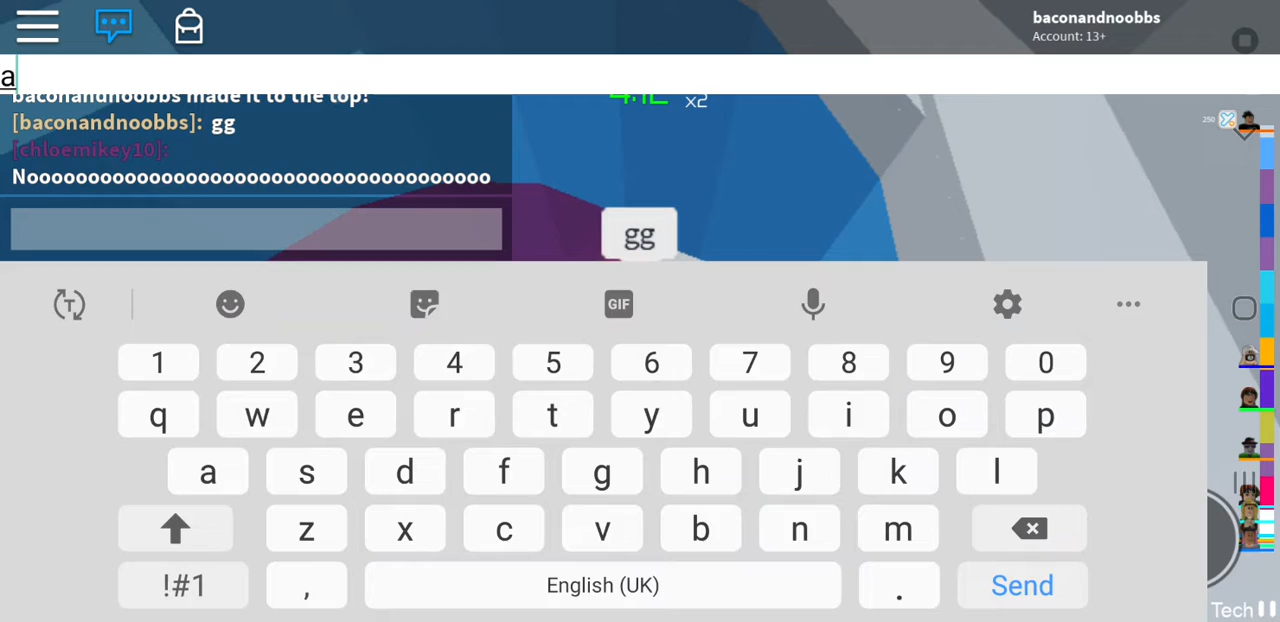 baconandnoobbs
Account: 13+
a
baconandnoobbs made it to the top!
x2
[baconandnoobbs]: gg
[chloemikey10]:
Nooooooooooooooooooooooooooooooooooooooo
250
gg
T
GIF
1 2 3 4 5 6 7 8 9 0
q w e r t y u i o p
a s d f g h j k l
z x c v b n m
!#1 , English (UK) . Send
Tech